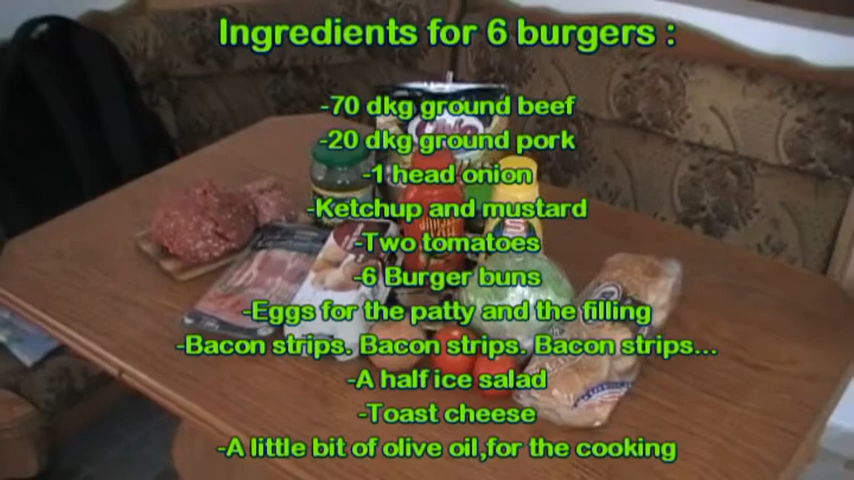 Ingredients for 6 burgers :
-70 dkg ground beef
-20 dkg ground pork
-1 head onion
-Ketchup and mustard
-Two tomatoes
-6 Burger buns
-Eggs for the patty and the filling
-Bacon strips. Bacon strips. Bacon strips...
-A half ice salad
-Toast cheese
-A little bit of olive oil,for the cooking